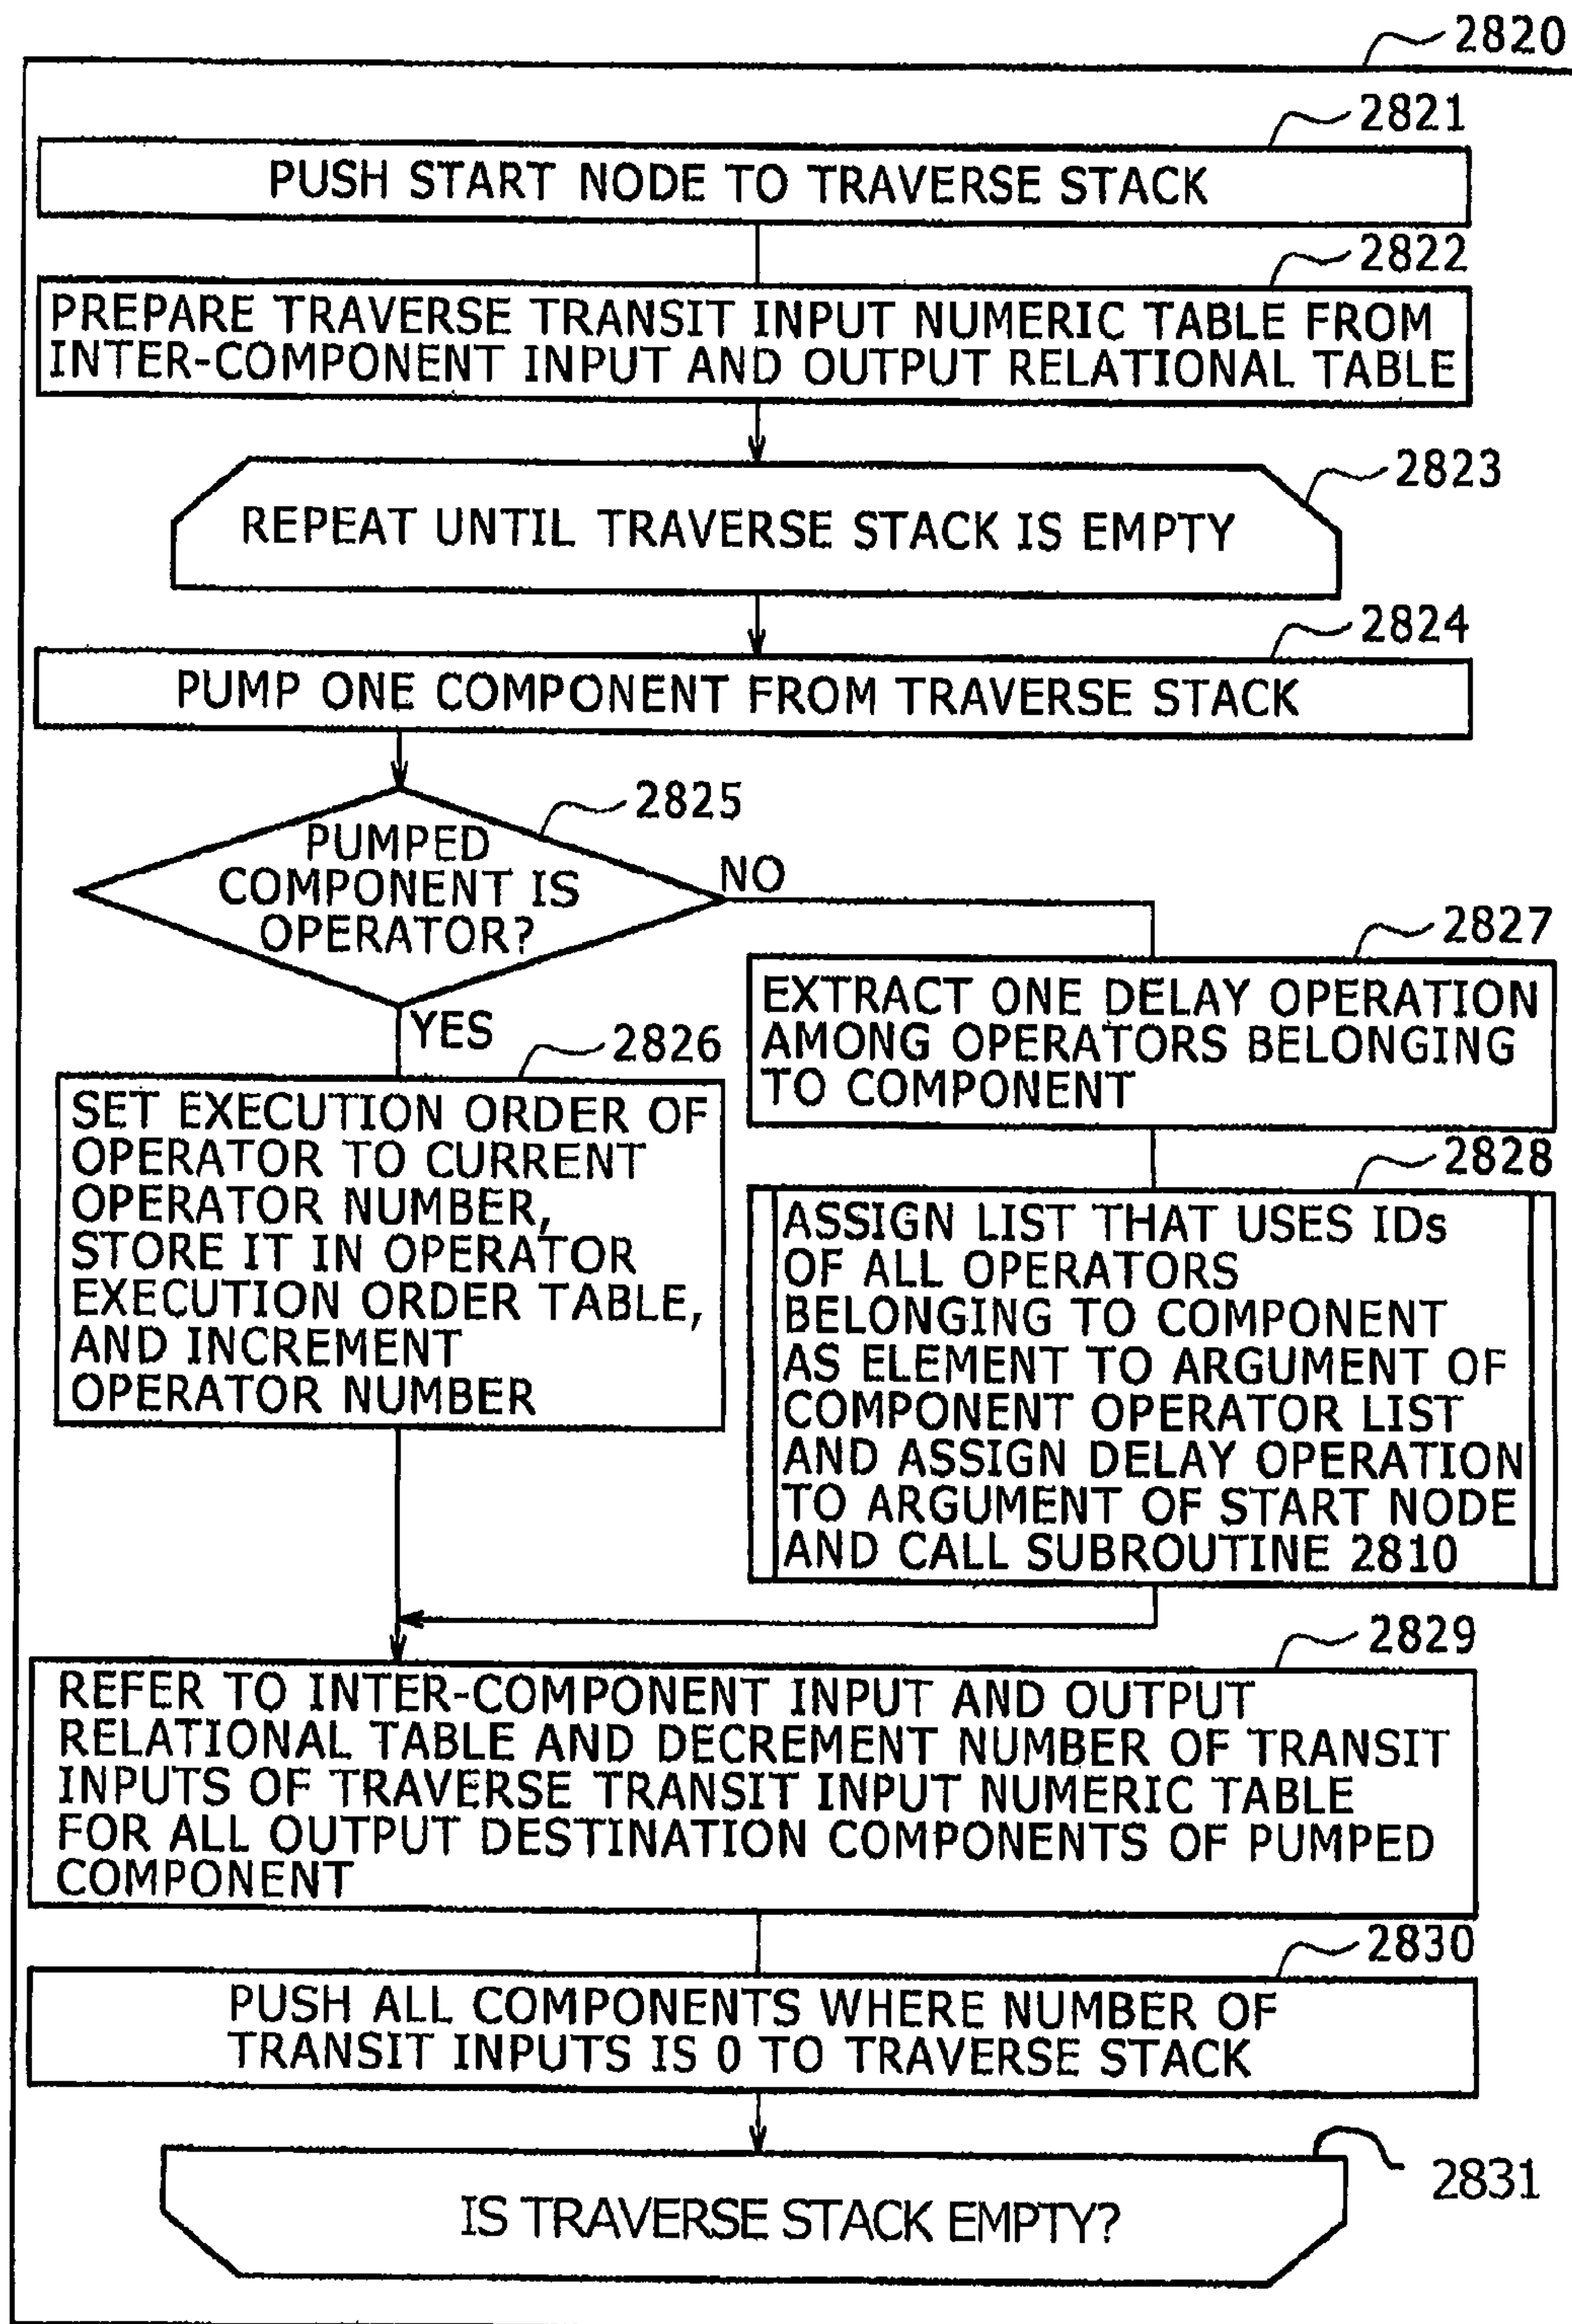 2820
2821
PUSH START NODE TO TRAVERSE STACK
2822
PREPARE TRAVERSE TRANSIT INPUT NUMERIC TABLE FROM
INTER-COMPONENT INPUT AND OUTPUT RELATIONAL TABLE
2823
REPEAT UNTIL TRAVERSE STACK IS EMPTY
2824
PUMP ONE COMPONENT FROM TRAVERSE STACK
2825
PUMPED
COMPONENT IS
OPERATOR?
NO
YES
2826
SET EXECUTION ORDER OF
OPERATOR TO CURRENT
OPERATOR NUMBER,
STORE IT IN OPERATOR
EXECUTION ORDER TABLE,
AND INCREMENT
OPERATOR NUMBER
2827
EXTRACT ONE DELAY OPERATION
AMONG OPERATORS BELONGING
TO COMPONENT
2828
ASSIGN LIST THAT USES IDs
OF ALL OPERATORS
BELONGING TO COMPONENT
AS ELEMENT TO ARGUMENT OF
COMPONENT OPERATOR LIST
AND ASSIGN DELAY OPERATION
TO ARGUMENT OF START NODE
AND CALL SUBROUTINE 2810
2829
REFER TO INTER-COMPONENT INPUT AND OUTPUT
RELATIONAL TABLE AND DECREMENT NUMBER OF TRANSIT
INPUTS OF TRAVERSE TRANSIT INPUT NUMERIC TABLE
FOR ALL OUTPUT DESTINATION COMPONENTS OF PUMPED
COMPONENT
2830
PUSH ALL COMPONENTS WHERE NUMBER OF
TRANSIT INPUTS IS 0 TO TRAVERSE STACK
2831
IS TRAVERSE STACK EMPTY?